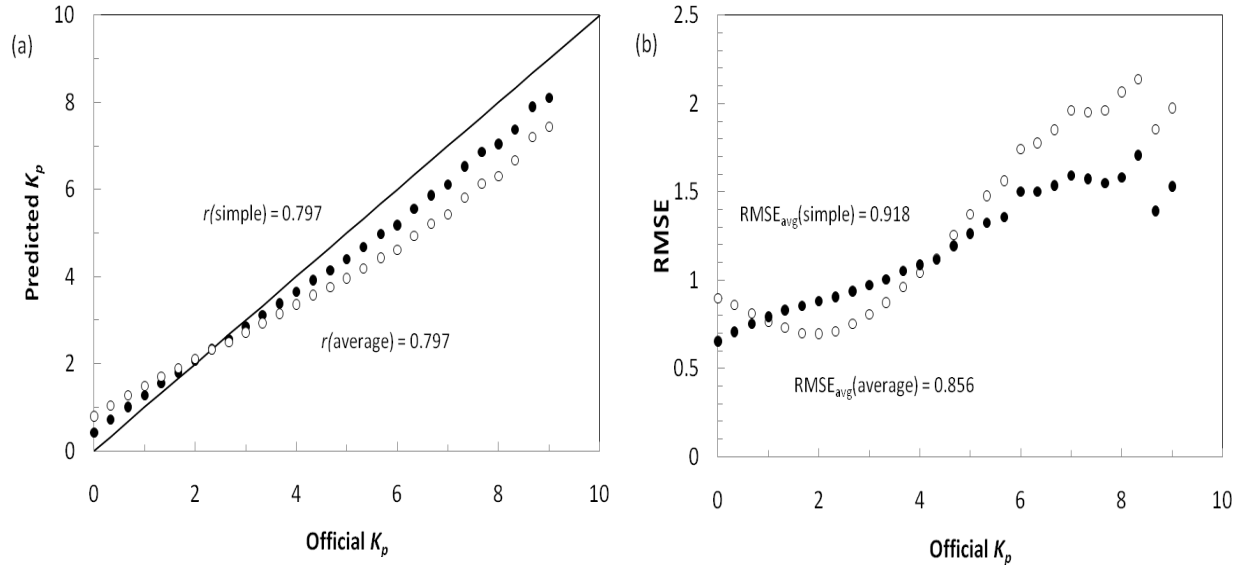 (a)
10
8
6
4
2
0
Predicted Kp
r(simple) = 0.797
r(average) = 0.797
0 2 4 6 8 10
Official Kp
(b)
2.5
2
1.5
1
0.5
0
RMSE
RMSEavg(simple) = 0.918
RMSEavg(average) = 0.856
0 2 4 6 8 10
Official Kp